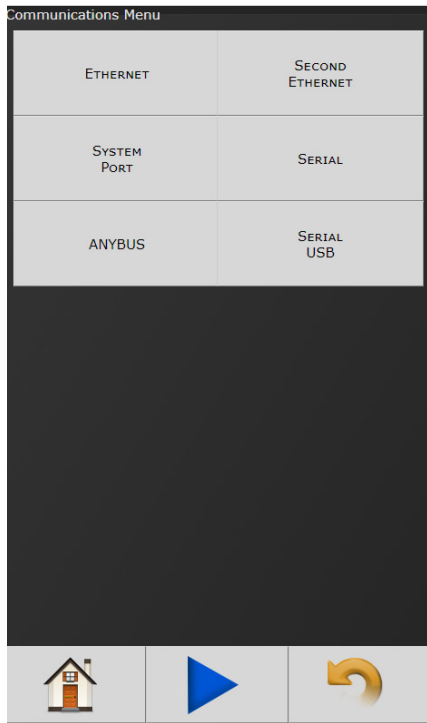 Communications Menu
Ethernet
Second
Ethernet
System
Port
Serial
ANYBUS
Serial
USB